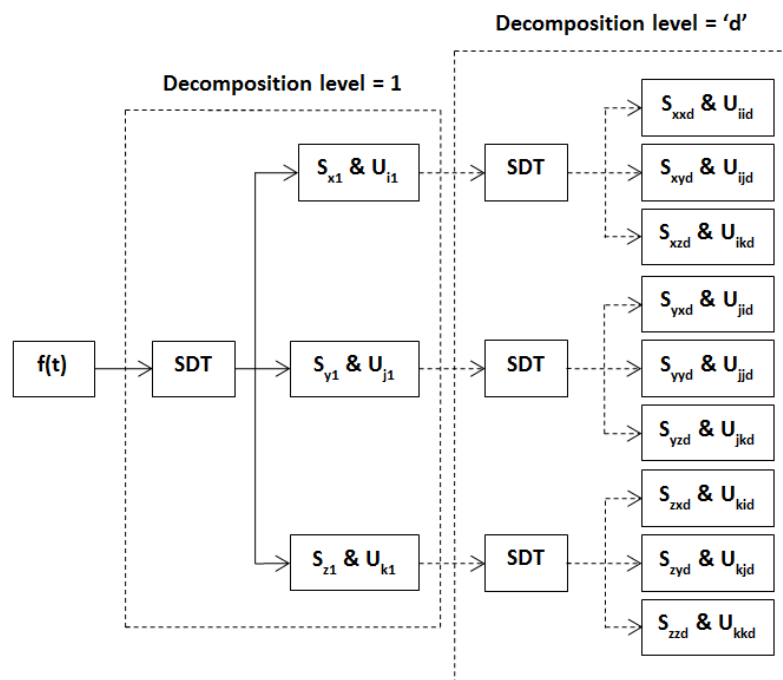 Decomposition level = ‘d’
Decomposition level = 1
f(t)
SDT
Sx1 & Ui1
Sy1 & Uj1
Sz1 & Uk1
SDT
SDT
SDT
Sxxd & Uiid
Sxyd & Uijd
Sxzd & Uikd
Syxd & Ujid
Syyd & Ujjd
Syzd & Ujkd
Szxd & Ukid
Szyd & Ukjd
Szzd & Ukkd